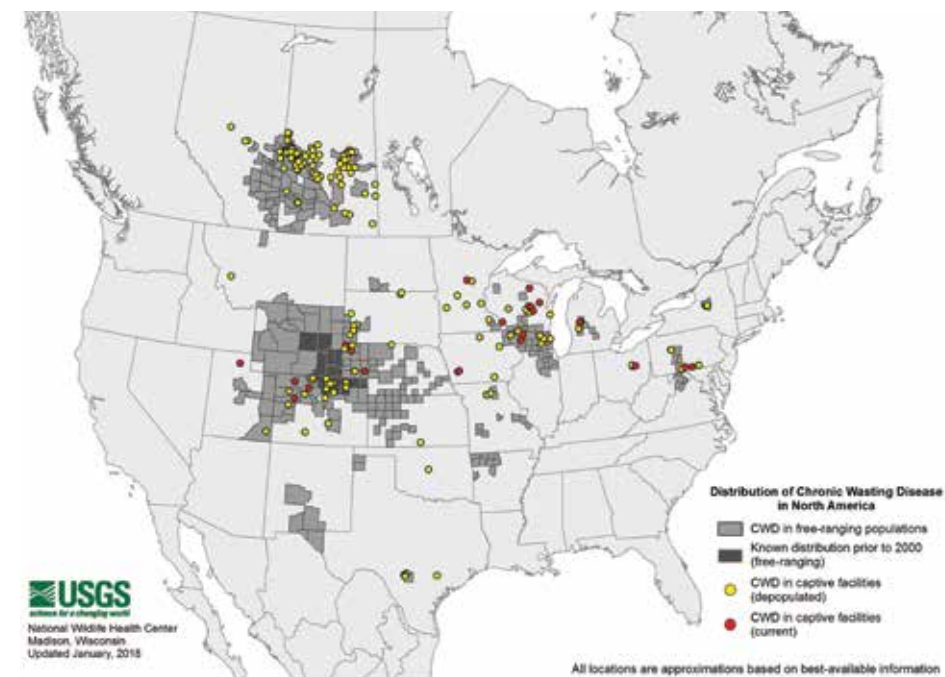 Distribution of Chronic Wasting Disease
in North America
CWD in free-ranging populations
Known distribution prior to 2000
(free-ranging)
CWD in captive facilities
(depopulated)
CWD in captive facilities
(current)
USGS
science for a changing world
National Wildlife Health Center
Madison, Wisconsin
Updated January, 2018
All locations are approximations based on best-available information